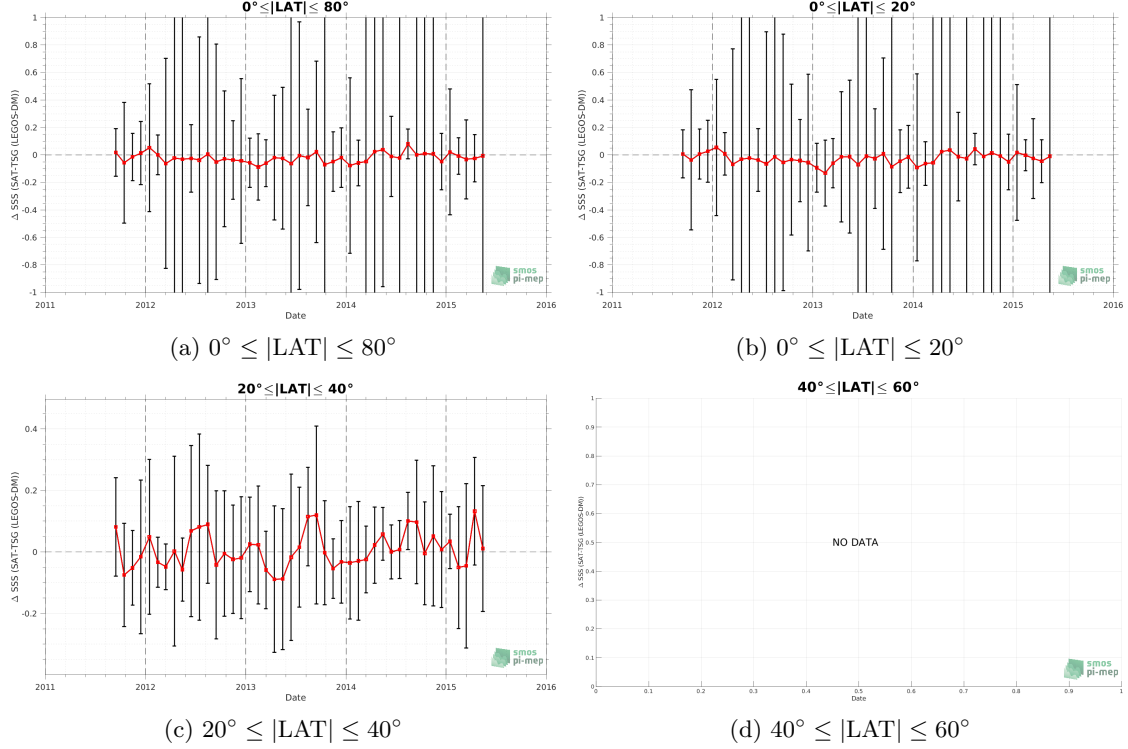 0°≤|LAT|≤ 80°
1
0.8
0.6
0.4
0.2
0
-0.2
-0.4
-0.6
-0.8
-1
Δ SSS (SAT-TSG (LEGOS-DM))
2011 2012 2013 2014 2015 2016
Date
smos
pi-mep
(a) 0° ≤ |LAT| ≤ 80°
0°≤|LAT|≤ 20°
1
0.8
0.6
0.4
0.2
0
-0.2
-0.4
-0.6
-0.8
-1
Δ SSS (SAT-TSG (LEGOS-DM))
2011 2012 2013 2014 2015 2016
Date
smos
pi-mep
(b) 0° ≤ |LAT| ≤ 20°
20°≤|LAT|≤ 40°
0.4
0.2
0
-0.2
Δ SSS (SAT-TSG (LEGOS-DM))
2011 2012 2013 2014 2015 2016
Date
smos
pi-mep
(c) 20° ≤ |LAT| ≤ 40°
40°≤|LAT|≤ 60°
1
0.9
0.8
0.7
0.6
0.5
0.4
0.3
0.2
0.1
0
Δ SSS (SAT-TSG (LEGOS-DM))
NO DATA
0 0.1 0.2 0.3 0.4 0.5 0.6 0.7 0.8 0.9 1
Date
smos
pi-mep
(d) 40° ≤ |LAT| ≤ 60°